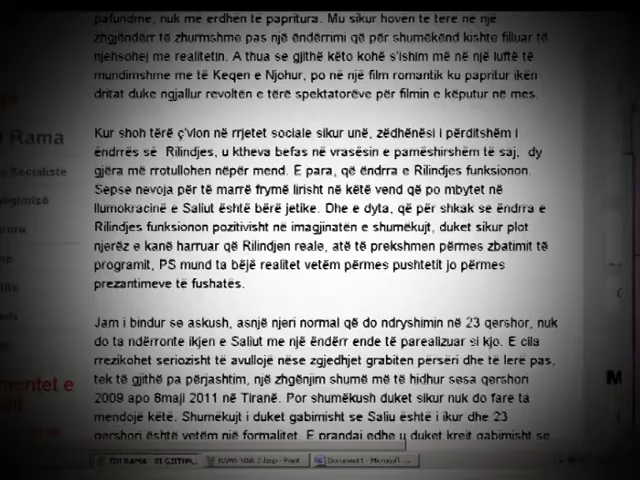 pafundme, nuk më erdhën të papritura. Mu sikur hoven të tërë në një
zhgjëndërr të zhurmshme pas një ëndërrimi që për shumëkënd kishte filluar të
njehsohej me realitetin. A thua se gjithë këto kohë s'ishim më në një luftë të
mundimshme me të Keqen e Njohur, po në një film romantik ku papritur ikën
dritat duke ngjallur revoltën e tërë spektatorëve për filmin e këputur në mes.
Kur shoh tërë ç'vlon në rrjetet sociale sikur unë, zëdhënësi i përditshëm i
ëndrrës së Rilindjes, u ktheva befas në vrasësin e pamëshirshëm të saj, dy
gjëra më rrotullohen nëpër mend. E para, që ëndrra e Rilindjes funksionon.
Sepse nevoja për të marrë frymë lirisht në këtë vend që po mbytet në
llumokracinë e Saliut është bërë jetike. Dhe e dyta, që për shkak se ëndrra e
Rilindjes funksionon pozitivisht në imagjinatën e shumëkujt, duket sikur plot
njerëz e kanë harruar që Rilindjen reale, atë të prekshmen përmes zbatimit të
programit, PS mund ta bëjë realitet vetëm përmes pushtetit jo përmes
prezantimeve të fushatës.
Jam i bindur se askush, asnjë njeri normal që do ndryshimin në 23 qershor, nuk
do ta ndërronte ikjen e Saliut me një ëndërr ende të parealizuar si kjo. E cila
rrezikohet seriozisht të avullojë nëse zgjedhjet grabiten përsëri dhe të lerë pas,
tek të gjithë pa përjashtim, një zhgënjim shumë më të hidhur sesa qershori
2009 apo 8maji 2011 në Tiranë. Por shumëkush duket sikur nuk do fare ta
mendojë këtë. Shumëkujt i duket gabimisht se Saliu është i ikur dhe 23
qershori është vetëm një formalitet. E prandaj edhe u duket krejt gabimisht se
Rama
Socialiste
mentet e
M
Document1 - Microsoft ...